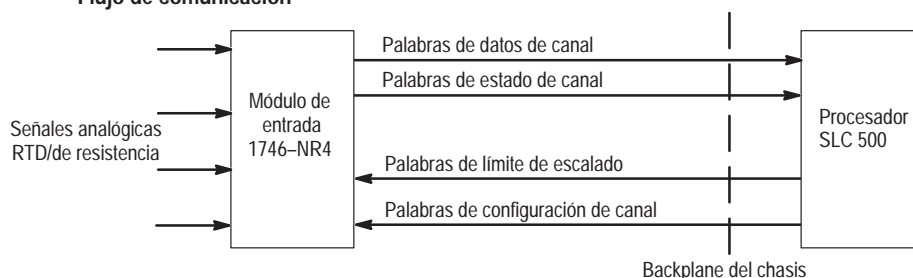 Flujo de comunicación
Palabras de datos de canal
Palabras de estado de canal
Módulo de
entrada
1746–NR4
Procesador
SLC 500
Señales analógicas
RTD/de resistencia
Palabras de límite de escalado
Palabras de configuración de canal
Backplane del chasis